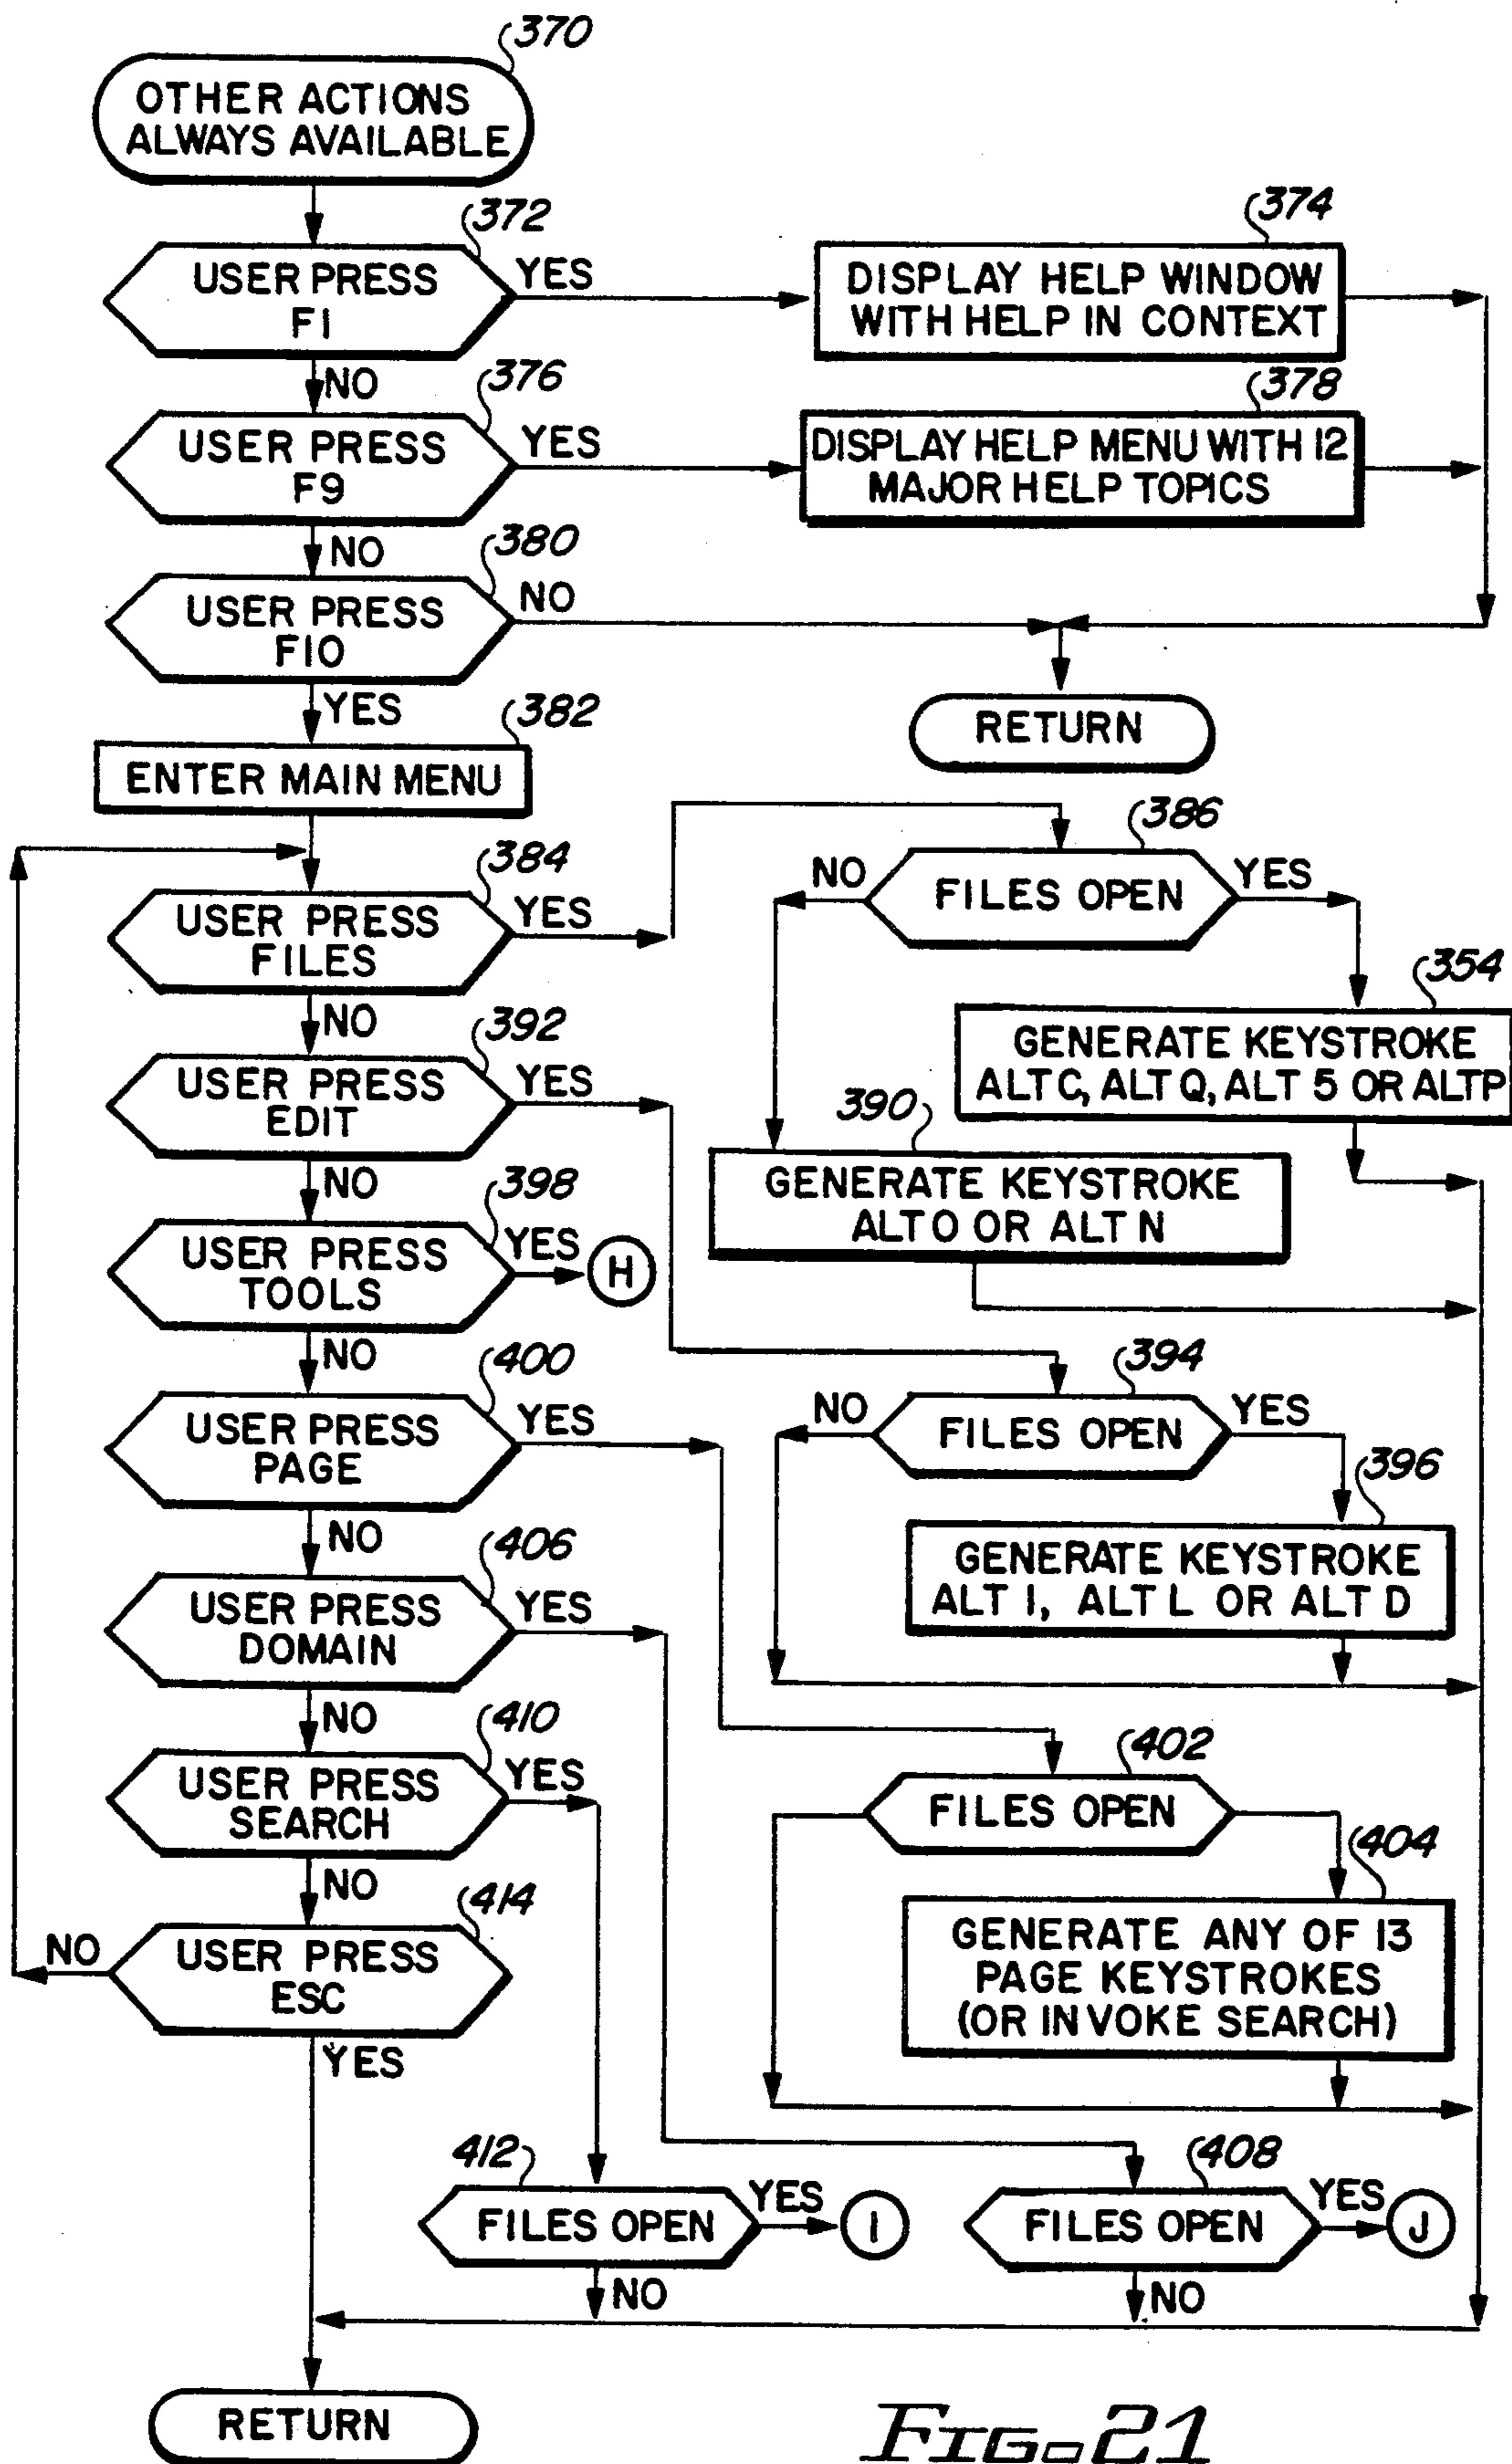 370
OTHER ACTIONS
ALWAYS AVAILABLE
372
USER PRESS
F1
YES
374
DISPLAY HELP WINDOW
WITH HELP IN CONTEXT
NO
376
USER PRESS
F9
YES
378
DISPLAY HELP MENU WITH 12
MAJOR HELP TOPICS
NO
380
USER PRESS
F10
NO
RETURN
YES
382
ENTER MAIN MENU
384
USER PRESS
FILES
YES
386
NO
FILES OPEN
YES
354
GENERATE KEYSTROKE
ALT C, ALT Q, ALT 5 OR ALT P
390
GENERATE KEYSTROKE
ALT O OR ALT N
NO
392
USER PRESS
EDIT
YES
NO
398
USER PRESS
TOOLS
YES
H
394
NO
FILES OPEN
YES
396
GENERATE KEYSTROKE
ALT I, ALT L OR ALT D
NO
400
USER PRESS
PAGE
YES
NO
406
USER PRESS
DOMAIN
YES
402
FILES OPEN
404
GENERATE ANY OF 13
PAGE KEYSTROKES
(OR INVOKE SEARCH)
NO
410
USER PRESS
SEARCH
YES
NO
414
NO
USER PRESS
ESC
YES
412
FILES OPEN
YES
I
NO
408
FILES OPEN
YES
J
NO
RETURN
FIG. 21